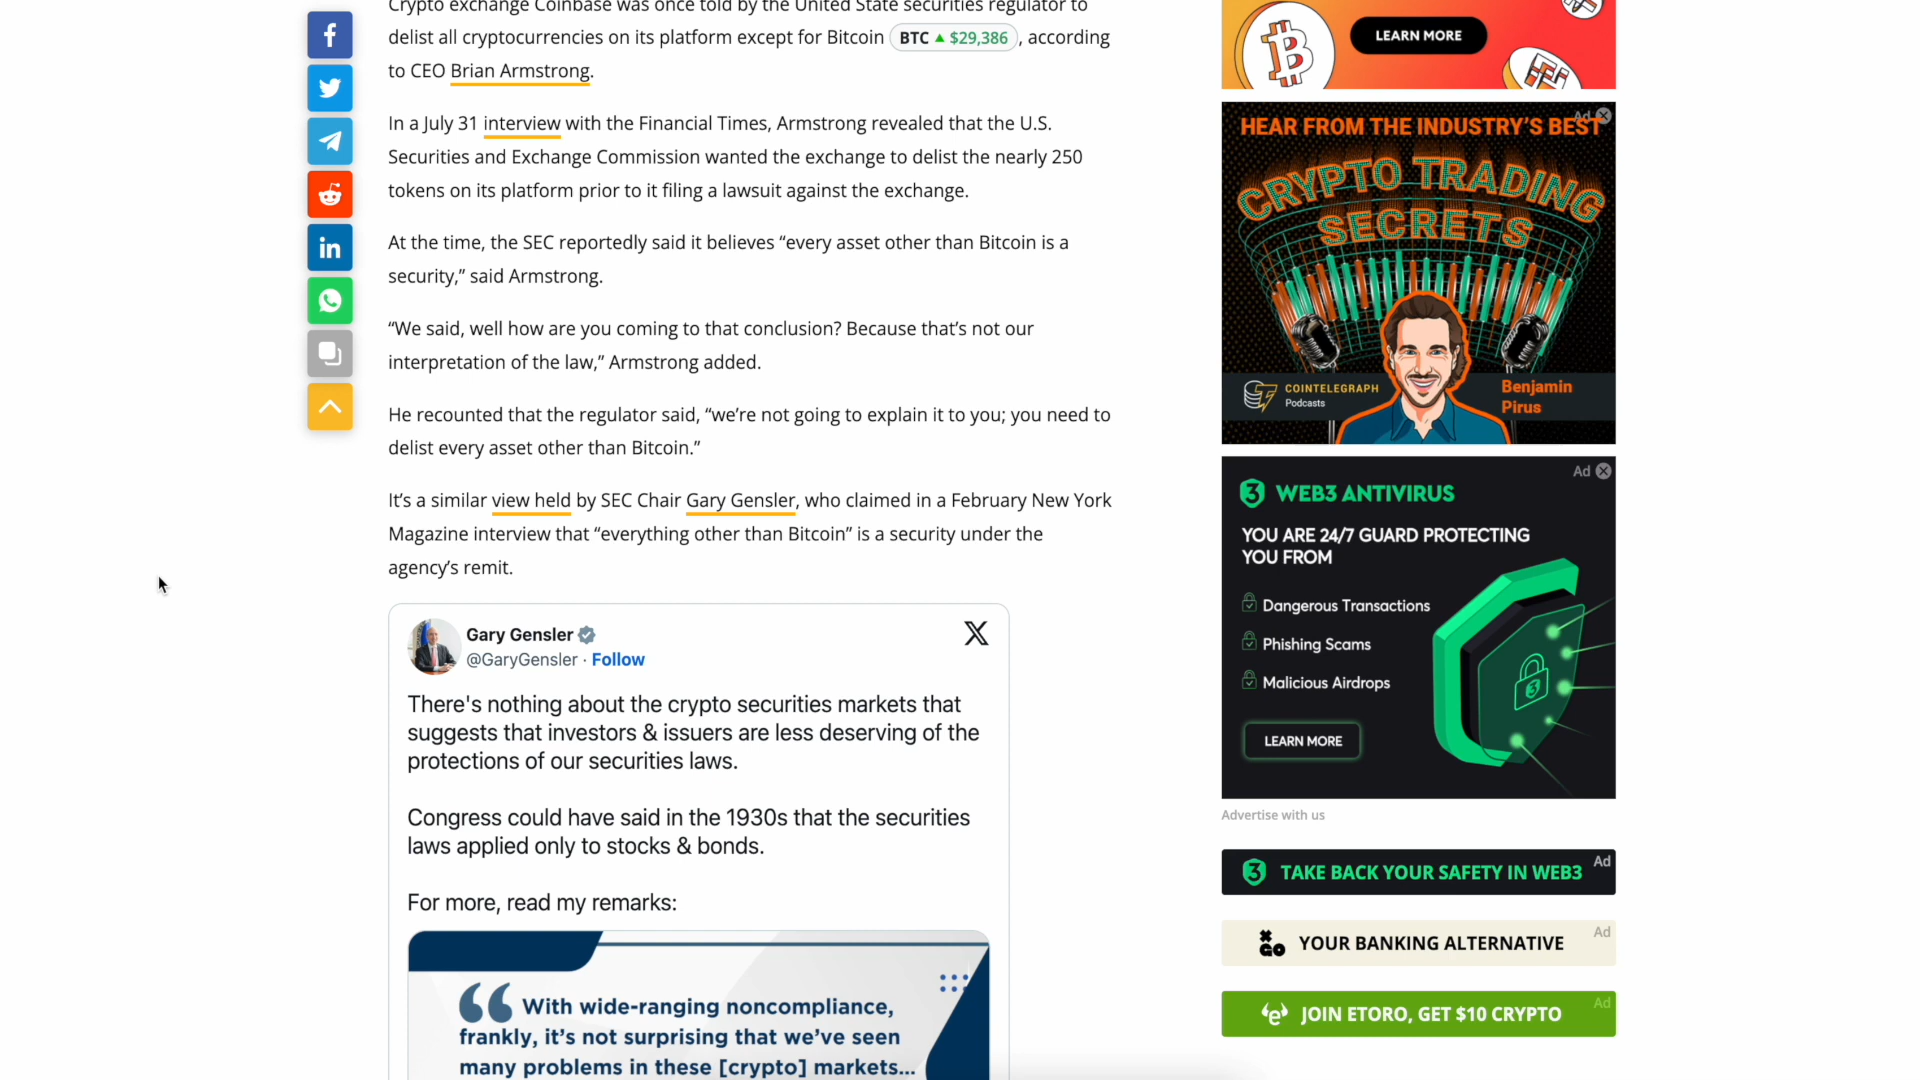 Crypto exchange Coinbase was once told by the United State securities regulator to
delist all cryptocurrencies on its platform except for Bitcoin BTC ▲ $29,386 , according
to CEO Brian Armstrong.
In a July 31 interview with the Financial Times, Armstrong revealed that the U.S.
Securities and Exchange Commission wanted the exchange to delist the nearly 250
tokens on its platform prior to it filing a lawsuit against the exchange.
At the time, the SEC reportedly said it believes “every asset other than Bitcoin is a
security,” said Armstrong.
“We said, well how are you coming to that conclusion? Because that’s not our
interpretation of the law,” Armstrong added.
He recounted that the regulator said, “we’re not going to explain it to you; you need to
delist every asset other than Bitcoin.”
It’s a similar view held by SEC Chair Gary Gensler, who claimed in a February New York
Magazine interview that “everything other than Bitcoin” is a security under the
agency’s remit.
Gary Gensler
@GaryGensler · Follow
There's nothing about the crypto securities markets that
suggests that investors & issuers are less deserving of the
protections of our securities laws.
Congress could have said in the 1930s that the securities
laws applied only to stocks & bonds.
For more, read my remarks:
With wide-ranging noncompliance,
frankly, it’s not surprising that we’ve seen
many problems in these [crypto] markets...
LEARN MORE
Ad
HEAR FROM THE INDUSTRY’S BEST
CRYPTO TRADING
SECRETS
COINTELEGRAPH
Podcasts
Benjamin
Pirus
Ad
WEB3 ANTIVIRUS
YOU ARE 24/7 GUARD PROTECTING
YOU FROM
Dangerous Transactions
Phishing Scams
Malicious Airdrops
LEARN MORE
Advertise with us
Ad
TAKE BACK YOUR SAFETY IN WEB3
Ad
XGO YOUR BANKING ALTERNATIVE
Ad
JOIN ETORO, GET $10 CRYPTO